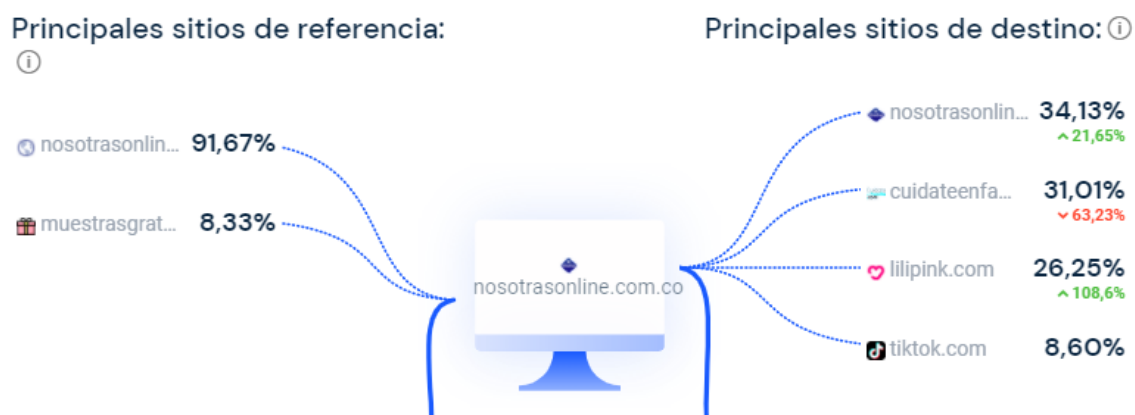 Principales sitios de referencia:
nosotrasonlin... 91,67%
muestrasgrat... 8,33%
nosotrasonline.com.co
Principales sitios de destino:
nosotrasonlin... 34,13%
21,65%
cuidateenfa... 31,01%
63,23%
lilipink.com 26,25%
108,6%
tiktok.com 8,60%